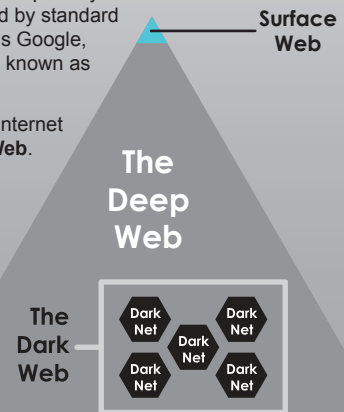 d by standard
s Google,
known as
nternet
Web.
Surface
Web
The
Deep
Web
The
Dark
Web
Dark
Net
Dark
Net
Dark
Net
Dark
Net
Dark
Net